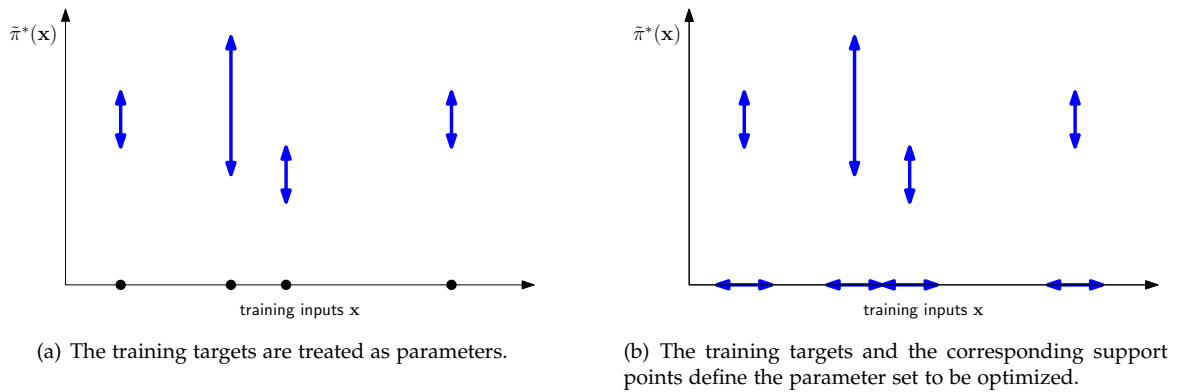 π̃*(x)
training inputs x
(a) The training targets are treated as parameters.
π̃*(x)
training inputs x
(b) The training targets and the corresponding support
points define the parameter set to be optimized.